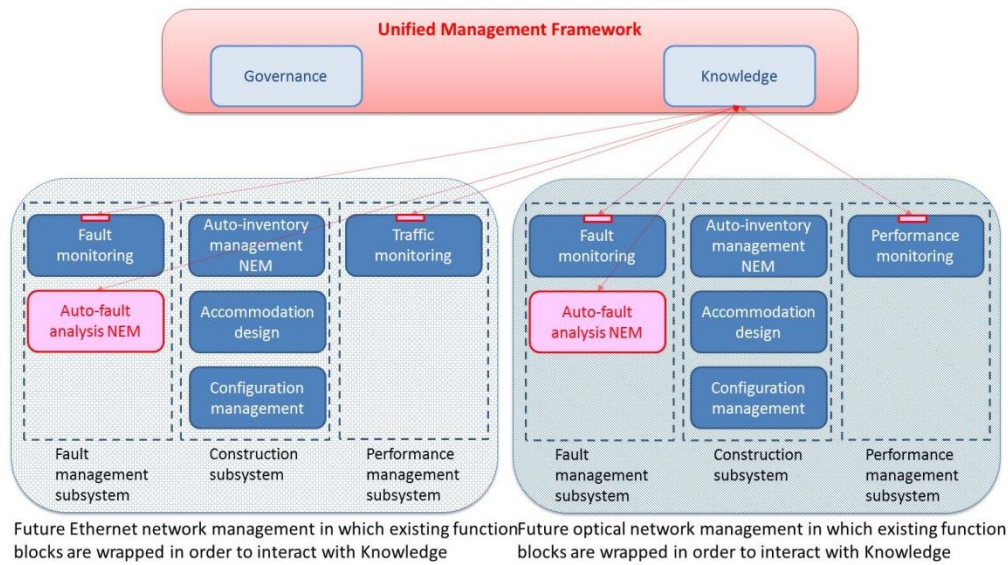 Unified Management Framework
Governance
Knowledge
Fault
monitoring
Auto-fault
analysis NEM
Auto-inventory
management
NEM
Accommodation
design
Configuration
management
Traffic
monitoring
Fault
management
subsystem
Construction
subsystem
Performance
management
subsystem
Fault
monitoring
Auto-fault
analysis NEM
Auto-inventory
management
NEM
Accommodation
design
Configuration
management
Performance
monitoring
Fault
management
subsystem
Construction
subsystem
Performance
management
subsystem
Future Ethernet network management in which existing function
blocks are wrapped in order to interact with Knowledge
Future optical network management in which existing function
blocks are wrapped in order to interact with Knowledge